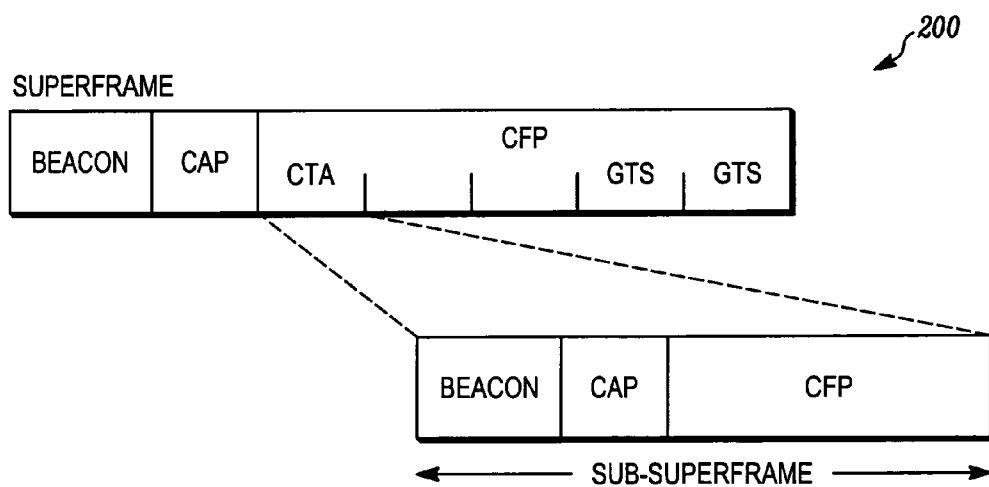 200
SUPERFRAME
BEACON CAP CFP
CTA GTS GTS
BEACON CAP CFP
SUB-SUPERFRAME